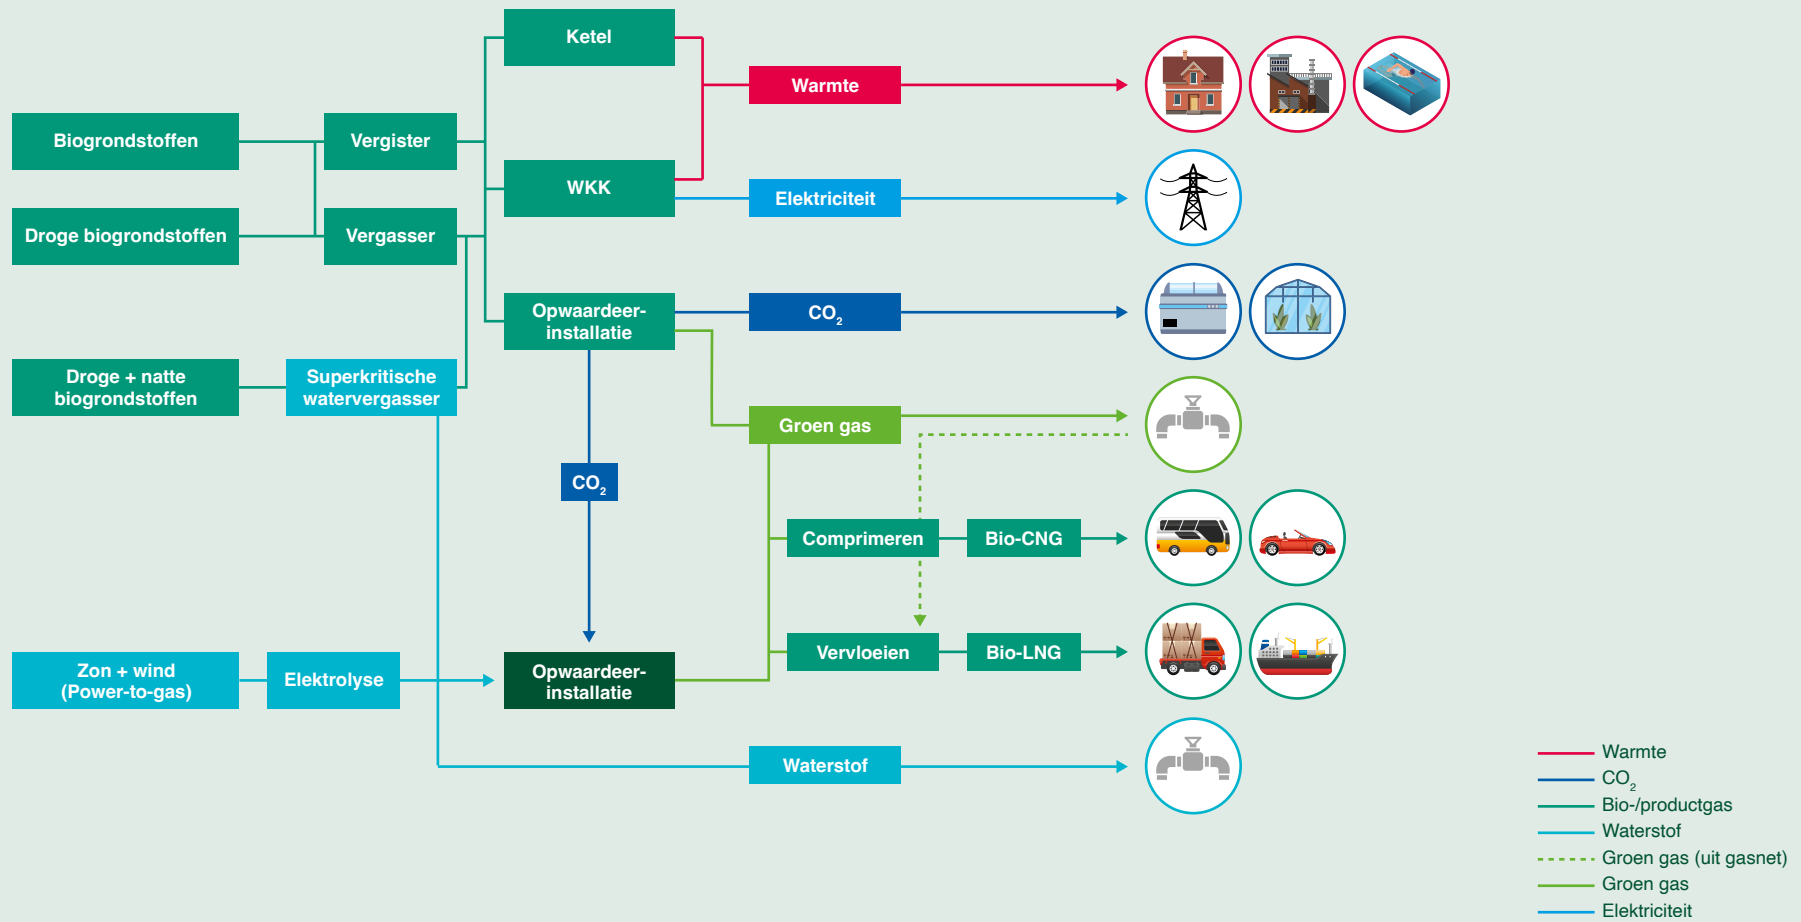 Ketel
Warmte
Biogrondstoffen
Vergister
WKK
Elektriciteit
Droge biogrondstoffen
Vergasser
Opwaardeer-
installatie
CO₂
Droge + natte
biogrondstoffen
Superkritische
watervergasser
Groen gas
CO₂
Comprimeren
Bio-CNG
Vervloeien
Bio-LNG
Zon + wind
(Power-to-gas)
Elektrolyse
Opwaardeer-
installatie
Waterstof
Warmte
CO₂
Bio-/productgas
Waterstof
Groen gas (uit gasnet)
Groen gas
Elektriciteit